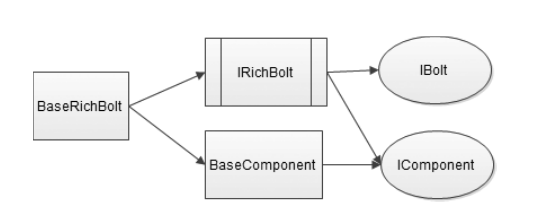 BaseRichBolt
IRichBolt
IBolt
BaseComponent
IComponent